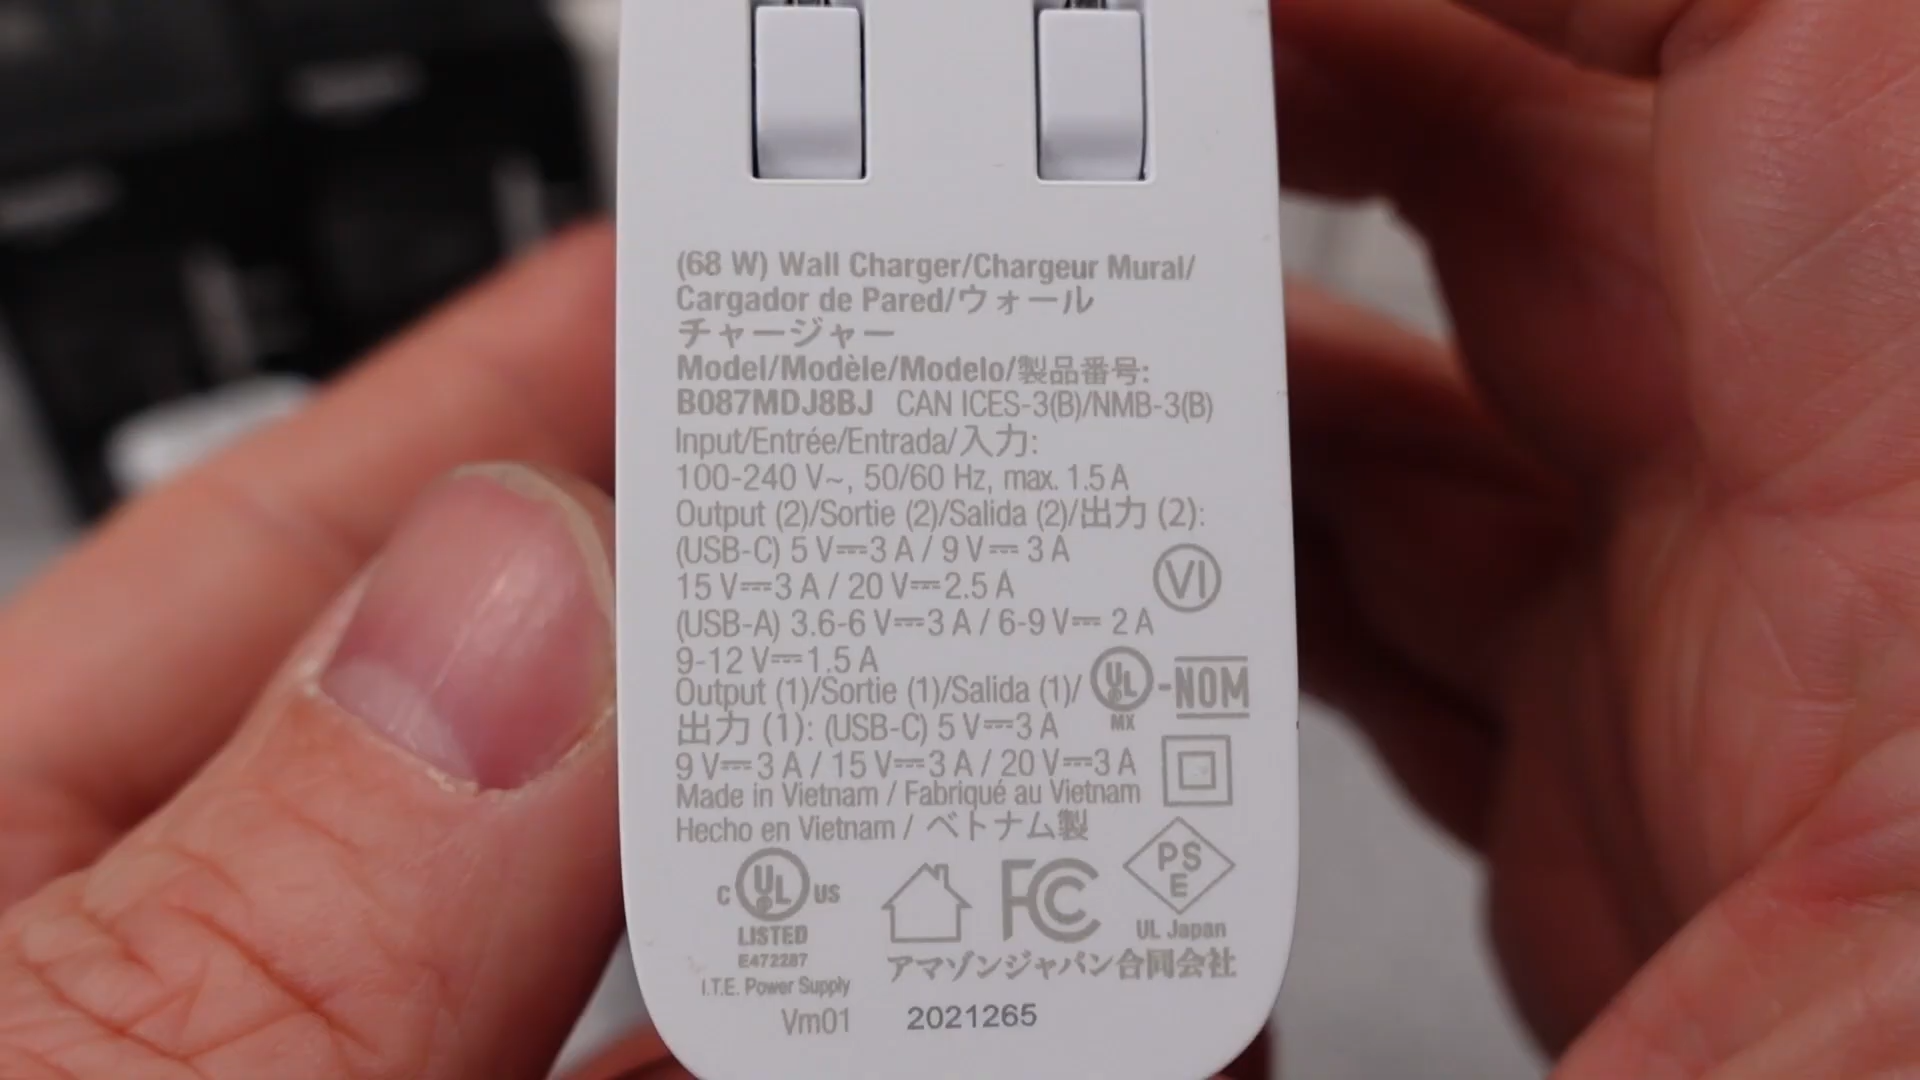 (68 W) Wall Charger/Chargeur Mural/
Cargador de Pared/ウォール
チャージャー
Model/Modèle/Modelo/製品番号:
B087MDJ8BJ CAN ICES-3(B)/NMB-3(B)
Input/Entrée/Entrada/入力:
100-240 V~, 50/60 Hz, max. 1.5 A
Output (2)/Sortie (2)/Salida (2)/出力 (2):
(USB-C) 5 V⎓3 A / 9 V⎓ 3 A
15 V⎓3 A / 20 V⎓2.5 A
VI
(USB-A) 3.6-6 V⎓3 A / 6-9 V⎓ 2 A
9-12 V⎓1.5 A
Output (1)/Sortie (1)/Salida (1)/
UL -NOM
MX
出力 (1): (USB-C) 5 V⎓3 A
9 V⎓3 A / 15 V⎓3 A / 20 V⎓3 A
Made in Vietnam / Fabriqué au Vietnam
Hecho en Vietnam / ベトナム製
C UL US
LISTED
E472287
I.T.E. Power Supply
FC
PS
E
UL Japan
アマゾンジャパン合同会社
Vm01 2021265